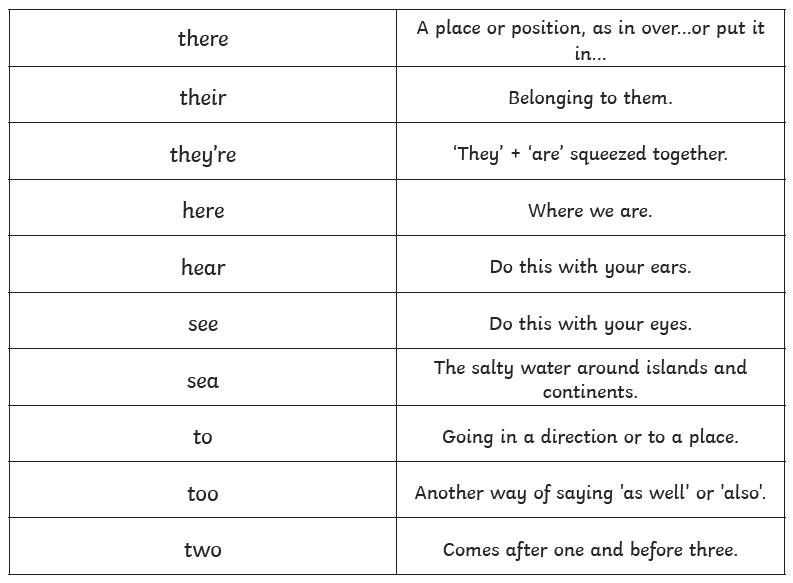 there
A place or position, as in over...or put it
in...
their
Belonging to them.
they're
‘They’ + ‘are’ squeezed together.
here
Where we are.
hear
Do this with your ears.
see
Do this with your eyes.
sea
The salty water around islands and
continents.
to
Going in a direction or to a place.
too
Another way of saying 'as well' or 'also'.
two
Comes after one and before three.